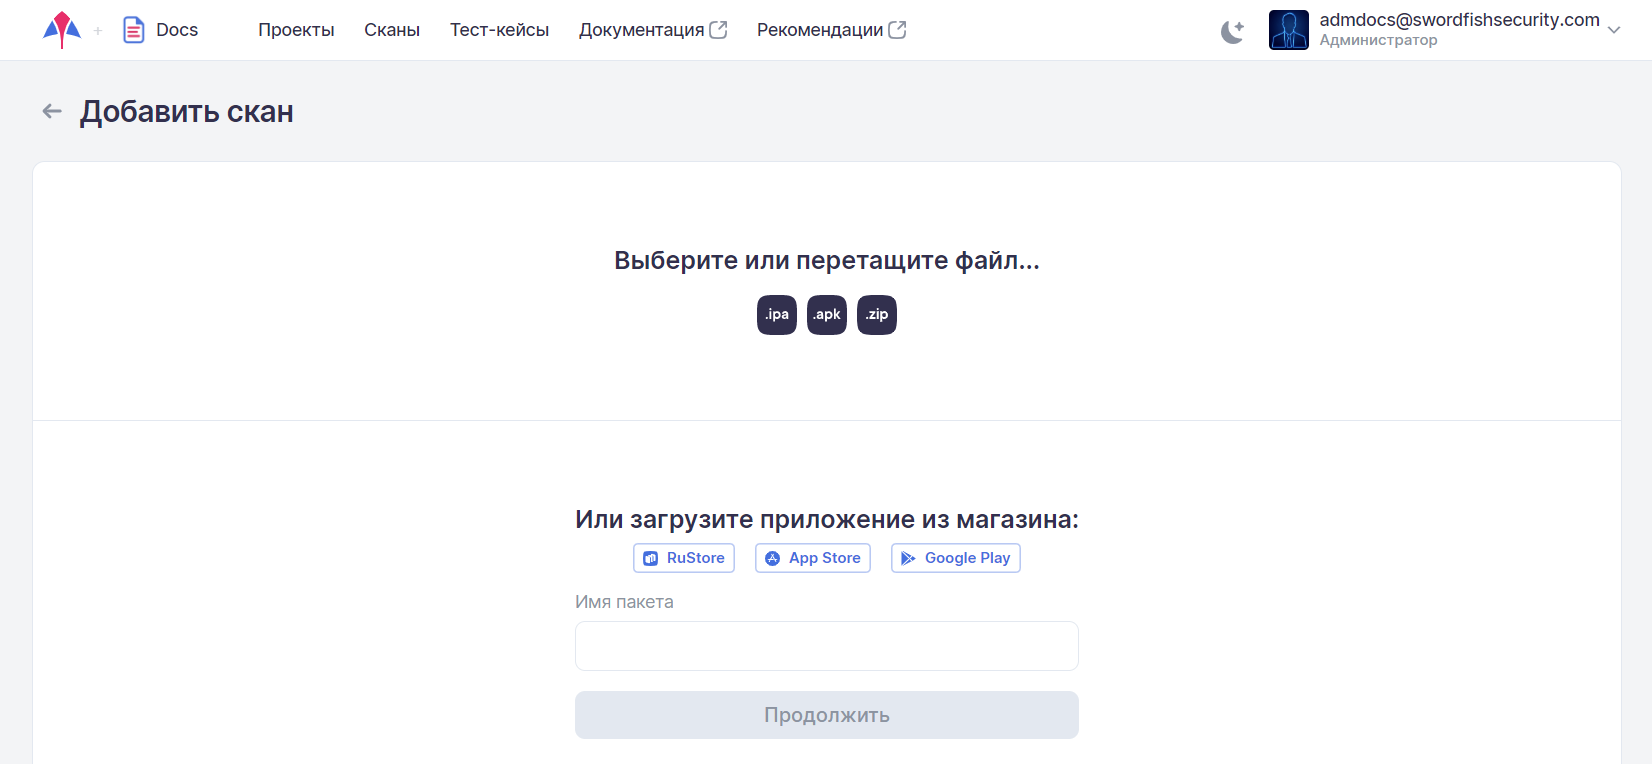 Docs Проекты Сканы Тест-кейсы Документация Рекомендации admdocs@swordfishsecurity.com
Администратор
Добавить скан
Выберите или перетащите файл...
.ipa .apk .zip
Или загрузите приложение из магазина:
RuStore App Store Google Play
Имя пакета
Продолжить